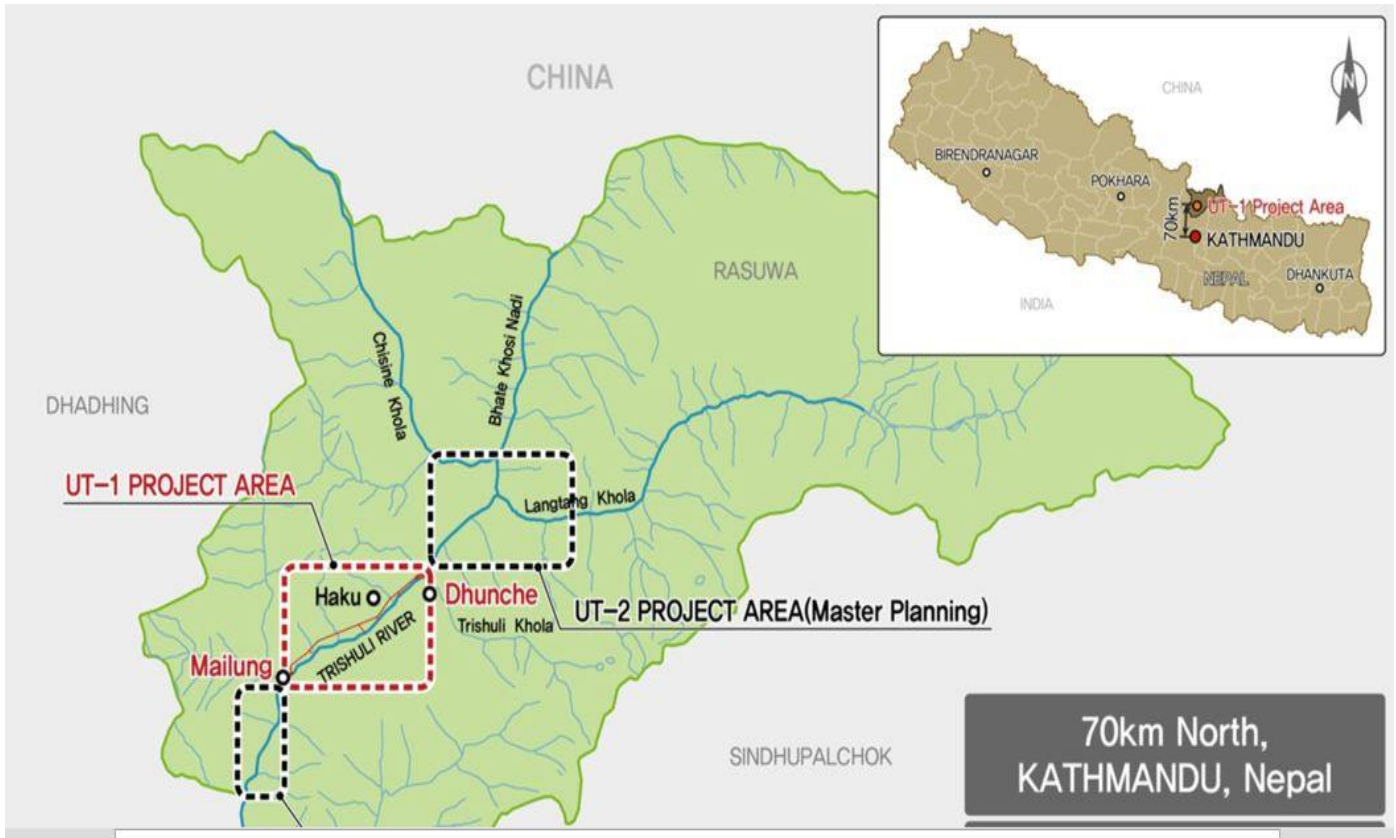 CHINA
RASUWA
DHADHING
SINDHUPALCHOK
Chisine Khola
Bhate Khosi Nadi
Langtang Khola
UT-1 PROJECT AREA
Haku
Dhunche
Trishuli Khola
TRISHULI RIVER
Mailung
UT-2 PROJECT AREA(Master Planning)
N
CHINA
BIRENDRANAGAR
POKHARA
UT-1 Project Area
70km
KATHMANDU
NEPAL
DHANKUTA
INDIA
70km North,
KATHMANDU, Nepal